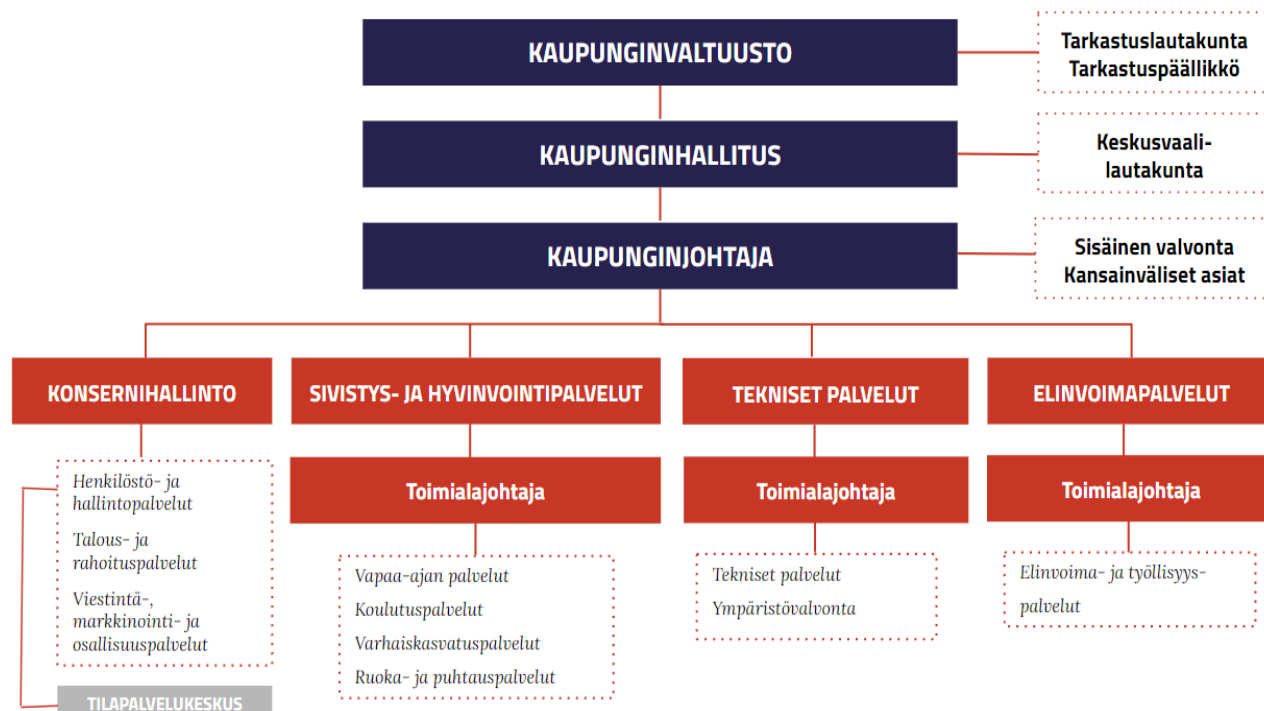 KAUPUNGINVALTUUSTO
Tarkastuslautakunta
Tarkastuspäällikkö
KAUPUNGINHALLITUS
Keskusvaali-
lautakunta
KAUPUNGINJOHTAJA
Sisäinen valvonta
Kansainväliset asiat
KONSERNIHALLINTO
Henkilöstö- ja
hallintopalvelut
Talous- ja
rahoituspalvelut
Viestintä-,
markkinointi- ja
osallisuuspalvelut
TILAPALVELUKESKUS
SIVISTYS- JA HYVINVOINTIPALVELUT
Toimialajohtaja
Vapaa-ajan palvelut
Koulutuspalvelut
Varhaiskasvatuspalvelut
Ruoka- ja puhtauspalvelut
TEKNISET PALVELUT
Toimialajohtaja
Tekniset palvelut
Ympäristövalvonta
ELINVOIMAPALVELUT
Toimialajohtaja
Elinvoima- ja työllisyys-
palvelut